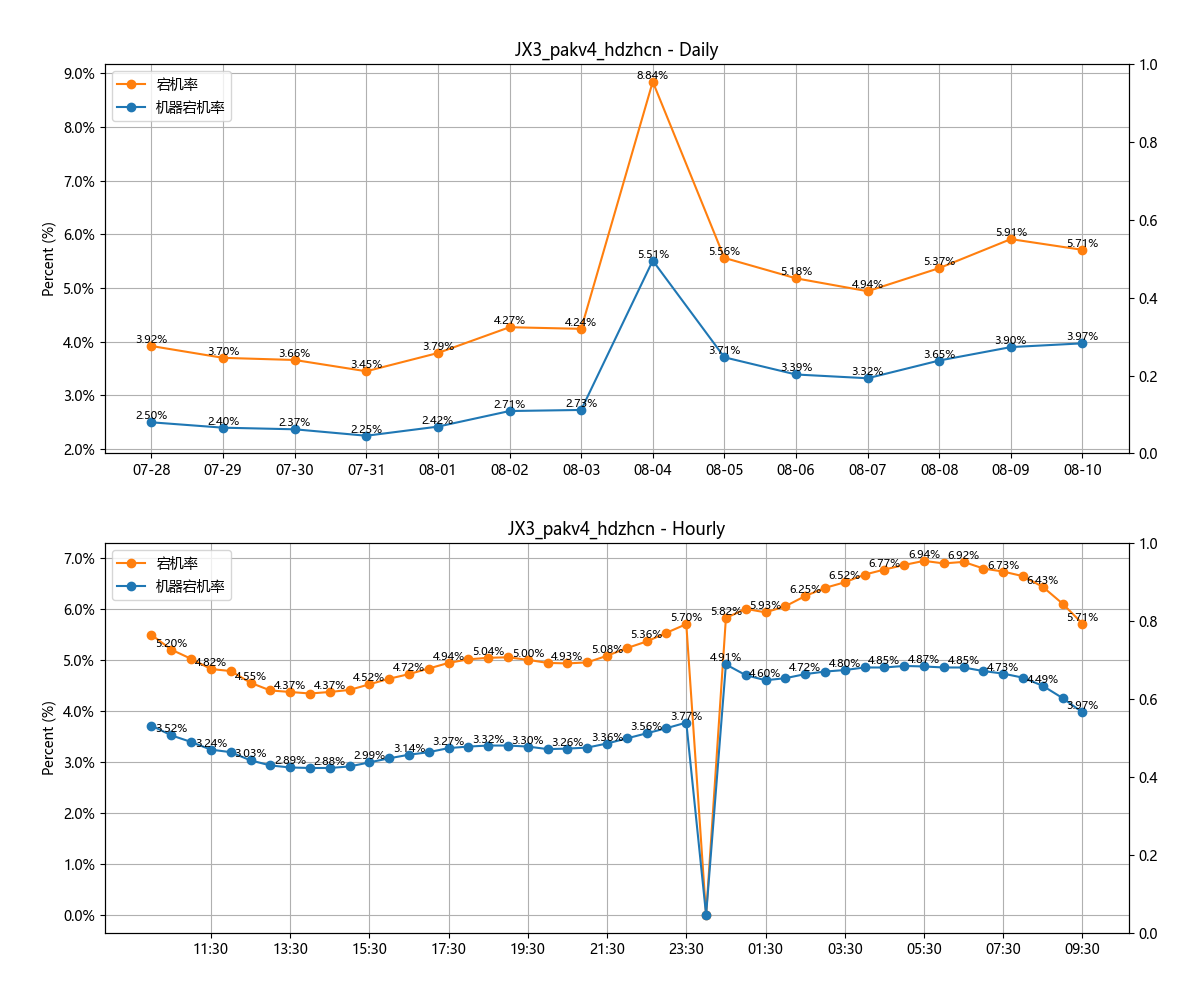 JX3_pakv4_hdzhcn - Daily
宕机率
机器宕机率
Percent (%)
9.0%
8.0%
7.0%
6.0%
5.0%
4.0%
3.0%
2.0%
1.0
0.8
0.6
0.4
0.2
0.0
3.92% 3.70% 3.66% 3.45% 3.79% 4.27% 4.24% 8.84% 5.56% 5.18% 4.94% 5.37% 5.91% 5.71%
2.50% 2.40% 2.37% 2.25% 2.42% 2.71% 2.73% 5.51% 3.71% 3.39% 3.32% 3.65% 3.90% 3.97%
07-28 07-29 07-30 07-31 08-01 08-02 08-03 08-04 08-05 08-06 08-07 08-08 08-09 08-10
JX3_pakv4_hdzhcn - Hourly
宕机率
机器宕机率
Percent (%)
7.0%
6.0%
5.0%
4.0%
3.0%
2.0%
1.0%
0.0%
1.0
0.8
0.6
0.4
0.2
0.0
5.20% 4.82% 4.55% 4.37% 4.37% 4.52% 4.72% 4.94% 5.04% 5.00% 4.93% 5.08% 5.36% 5.70% 5.82% 5.93% 6.25% 6.52% 6.77% 6.94% 6.92% 6.73% 6.43% 5.71%
3.52% 3.24% 3.03% 2.89% 2.88% 2.99% 3.14% 3.27% 3.32% 3.30% 3.26% 3.36% 3.56% 3.77% 4.91% 4.60% 4.72% 4.80% 4.85% 4.87% 4.85% 4.73% 4.49% 3.97%
11:30 13:30 15:30 17:30 19:30 21:30 23:30 01:30 03:30 05:30 07:30 09:30